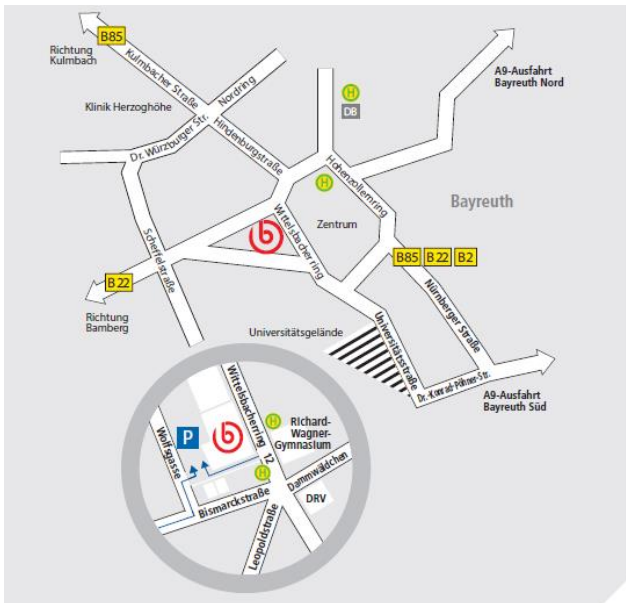 B85
Richtung
Kulmbach
Kulmbacher Straße
Nordring
Klinik Herzoghöhe
Dr. Würzburger Str.
Hindenburgstraße
H
DB
A9-Ausfahrt
Bayreuth Nord
Hohenzollernring
H
Bayreuth
Zentrum
Wittelsbacherring
b
Scheffelstraße
B22
Richtung
Bamberg
B85 B22 B2
Nürnberger Straße
Universitätsgelände
Universitätsstraße
Dr.-Konrad-Pöhner-Str.
A9-Ausfahrt
Bayreuth Süd
Wittelsbacherring 12
H
Richard-
Wagner-
Gymnasium
P
b
Wolfsgasse
H
Dammwäldchen
Bismarckstraße
DRV
Leopoldstraße